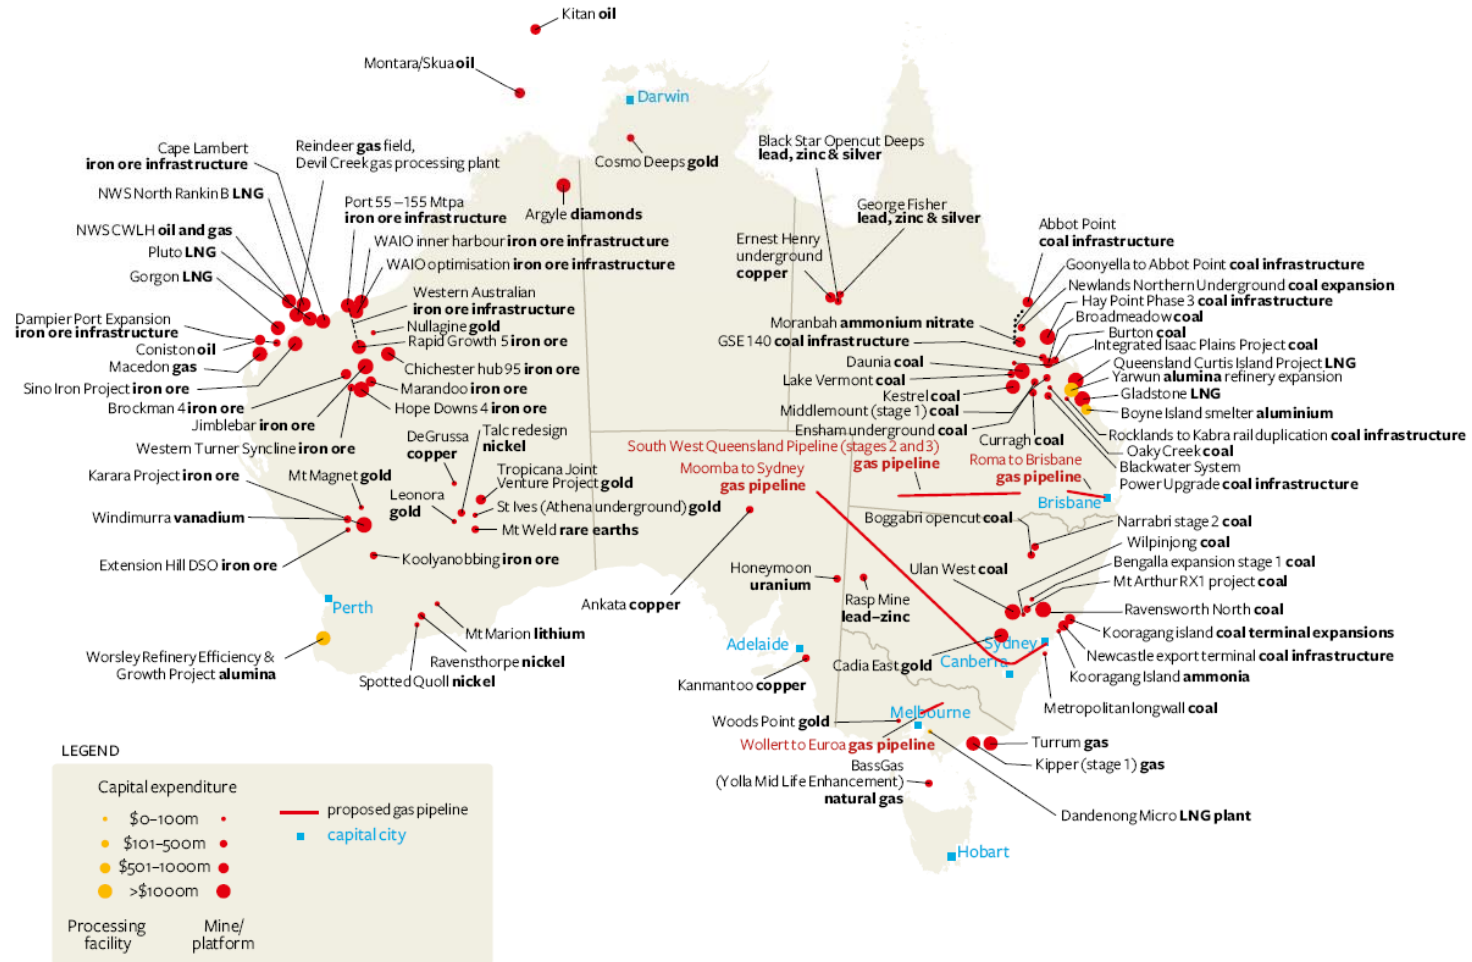 Kitan oil
Montara/Skua oil
Darwin
Cosmo Deeps gold
Black Star Opencut Deeps
lead, zinc & silver
Cape Lambert
iron ore infrastructure
Reindeer gas field,
Devil Creek gas processing plant
NWS North Rankin B LNG
Port 55–155 Mtpa
iron ore infrastructure
Argyle diamonds
George Fisher
lead, zinc & silver
NWS CWLH oil and gas
WAIO inner harbour iron ore infrastructure
Pluto LNG
WAIO optimisation iron ore infrastructure
Gorgon LNG
Western Australian
iron ore infrastructure
Ernest Henry
underground
copper
Abbot Point
coal infrastructure
Goonyella to Abbot Point coal infrastructure
Newlands Northern Underground coal expansion
Hay Point Phase 3 coal infrastructure
Dampier Port Expansion
iron ore infrastructure
Nullagine gold
Moranbah ammonium nitrate
Broadmeadow coal
Burton coal
Coniston oil
Rapid Growth 5 iron ore
GSE 140 coal infrastructure
Integrated Isaac Plains Project coal
Macedon gas
Chichester hub 95 iron ore
Daunia coal
Queensland Curtis Island Project LNG
Yarwun alumina refinery expansion
Sino Iron Project iron ore
Marandoo iron ore
Lake Vermont coal
Gladstone LNG
Kestrel coal
Brockman 4 iron ore
Hope Downs 4 iron ore
Middlemount (stage 1) coal
Boyne Island smelter aluminium
Jimblebar iron ore
Ensham underground coal
Rocklands to Kabra rail duplication coal infrastructure
Western Turner Syncline iron ore
DeGrussa
copper
Talc redesign
nickel
Curragh coal
Oaky Creek coal
South West Queensland Pipeline (stages 2 and 3)
gas pipeline
Blackwater System
Power Upgrade coal infrastructure
Karara Project iron ore
Mt Magnet gold
Tropicana Joint
Venture Project gold
Moomba to Sydney
gas pipeline
Roma to Brisbane
gas pipeline
Leonora
gold
Brisbane
Windimurra vanadium
St Ives (Athena underground) gold
Boggabri opencut coal
Narrabri stage 2 coal
Mt Weld rare earths
Wilpinjong coal
Extension Hill DSO iron ore
Koolyanobbing iron ore
Honeymoon
uranium
Ulan West coal
Bengalla expansion stage 1 coal
Mt Arthur RX1 project coal
Perth
Ankata copper
Rasp Mine
lead–zinc
Ravensworth North coal
Mt Marion lithium
Kooragang island coal terminal expansions
Adelaide
Sydney
Worsley Refinery Efficiency &
Growth Project alumina
Ravensthorpe nickel
Cadia East gold
Canberra
Newcastle export terminal coal infrastructure
Spotted Quoll nickel
Kanmantoo copper
Kooragang Island ammonia
Metropolitan longwall coal
Woods Point gold
Melbourne
Wollert to Euroa gas pipeline
Turrum gas
BassGas
(Yolla Mid Life Enhancement)
natural gas
Kipper (stage 1) gas
Dandenong Micro LNG plant
Hobart
LEGEND
Capital expenditure
$0–100m
$101–500m
$501–1000m
>$1000m
Processing
facility
Mine/
platform
proposed gas pipeline
capital city